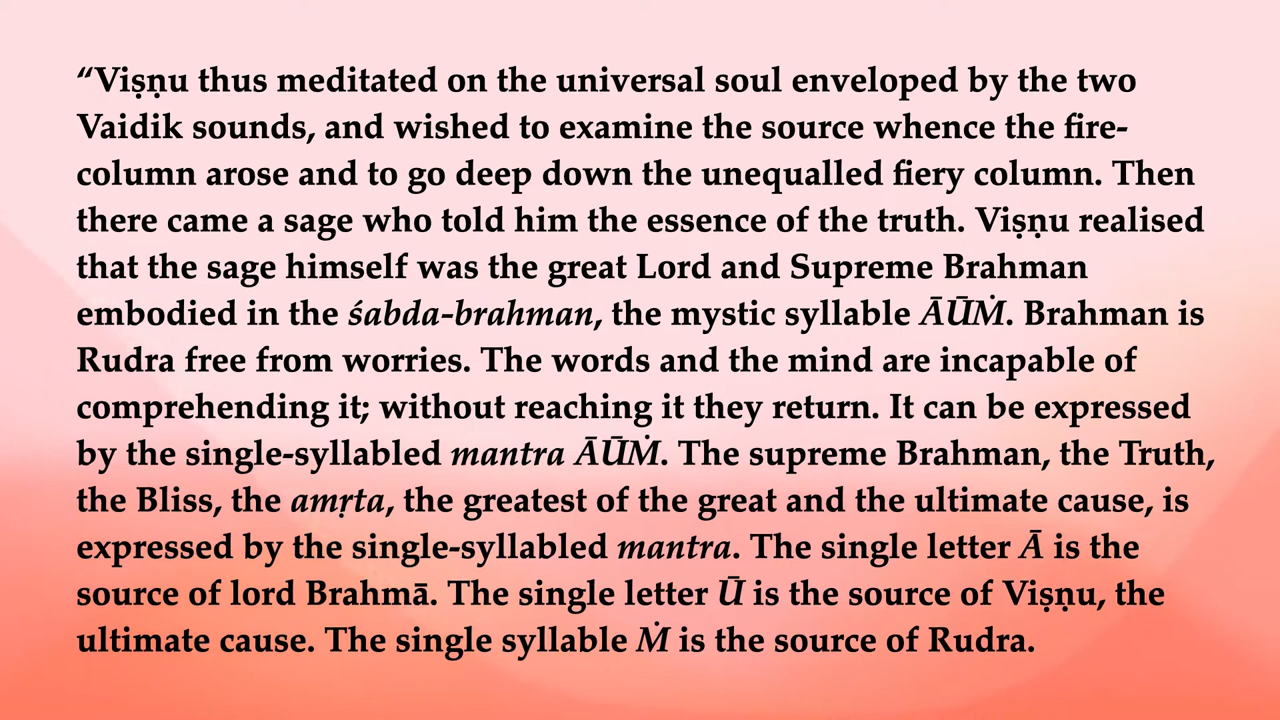 “Viṣṇu thus meditated on the universal soul enveloped by the two
Vaidik sounds, and wished to examine the source whence the fire-
column arose and to go deep down the unequalled fiery column. Then
there came a sage who told him the essence of the truth. Viṣṇu realised
that the sage himself was the great Lord and Supreme Brahman
embodied in the śabda-brahman, the mystic syllable ĀŪṀ. Brahman is
Rudra free from worries. The words and the mind are incapable of
comprehending it; without reaching it they return. It can be expressed
by the single-syllabled mantra ĀŪṀ. The supreme Brahman, the Truth,
the Bliss, the amṛta, the greatest of the great and the ultimate cause, is
expressed by the single-syllabled mantra. The single letter Ā is the
source of lord Brahmā. The single letter Ū is the source of Viṣṇu, the
ultimate cause. The single syllable Ṁ is the source of Rudra.